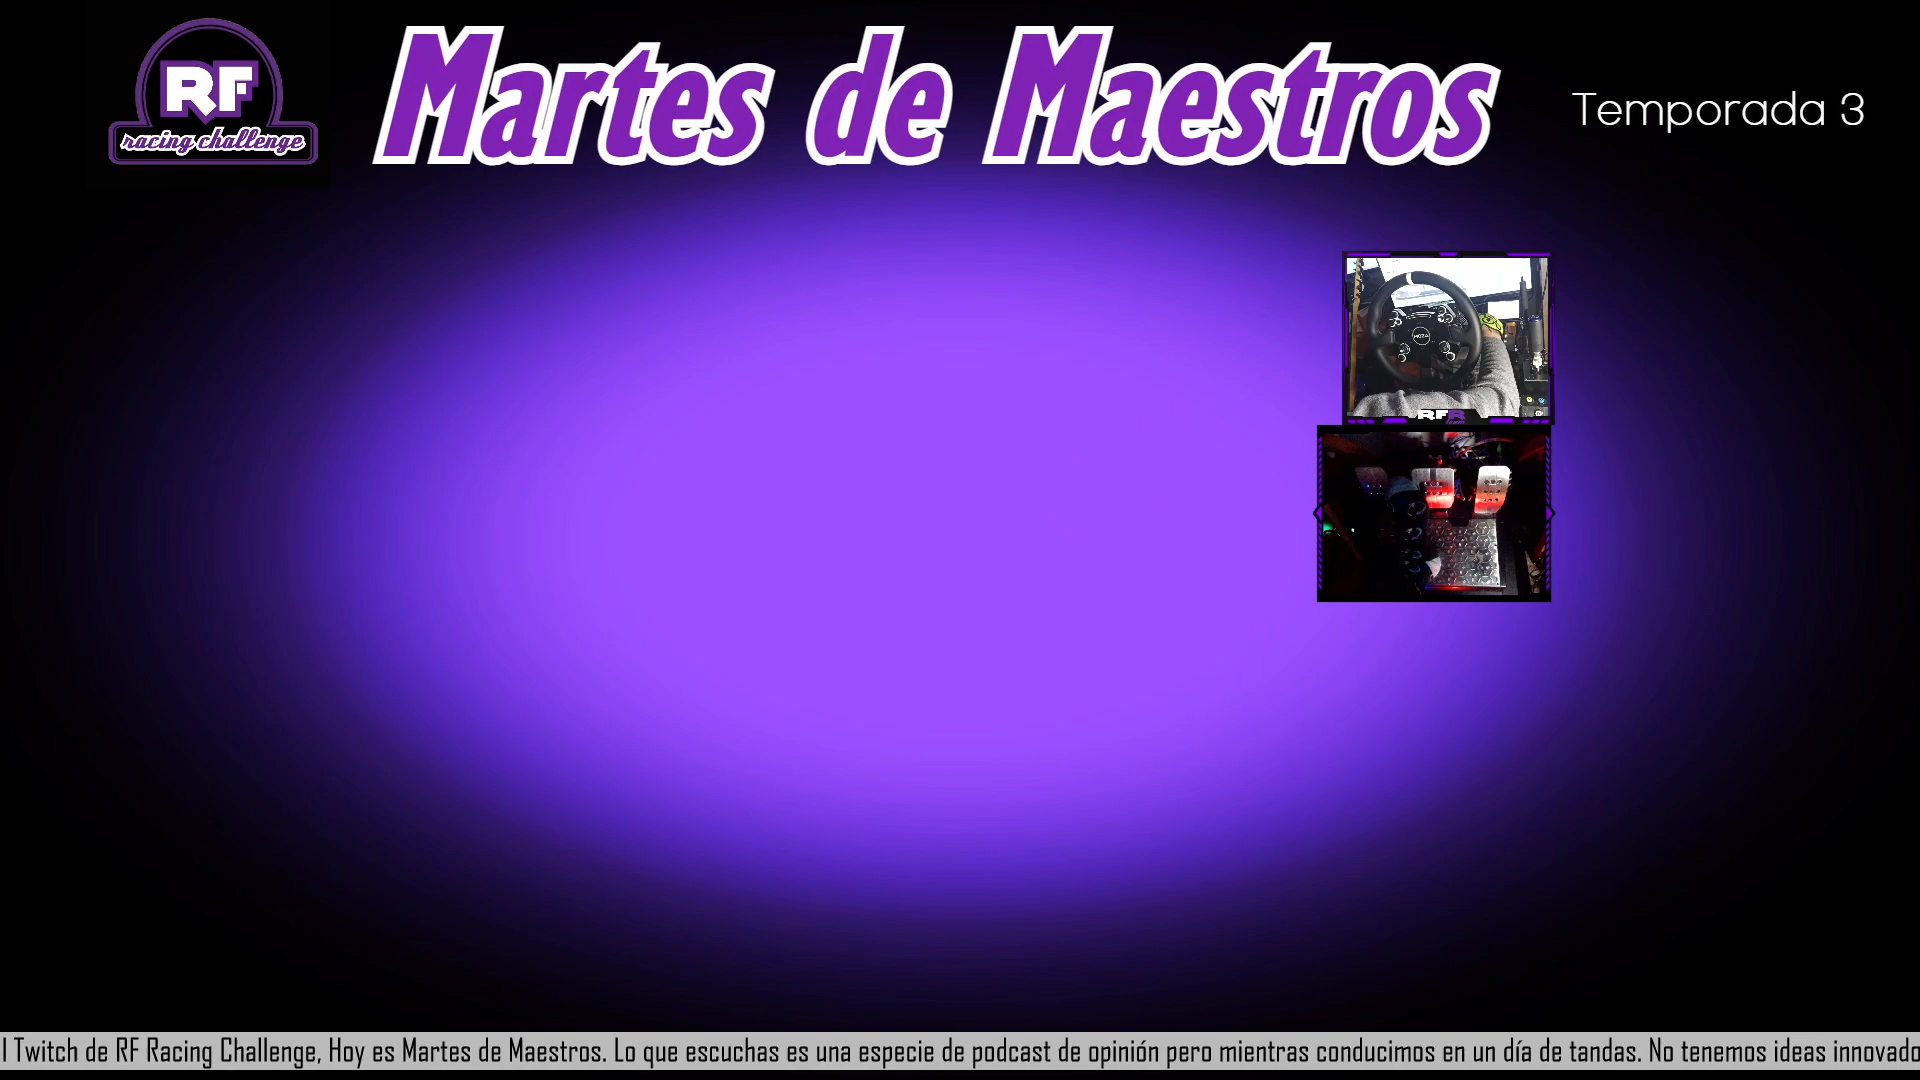 RF
racing challenge
Martes de Maestros
Temporada 3
MOZA
RFR
l Twitch de RF Racing Challenge, Hoy es Martes de Maestros. Lo que escuchas es una especie de podcast de opinión pero mientras conducimos en un día de tandas. No tenemos ideas innovado